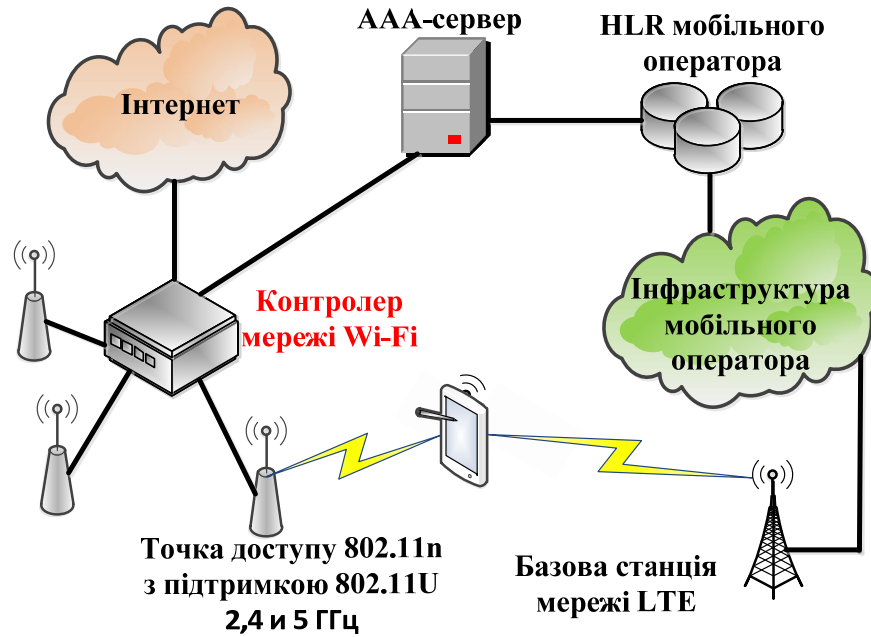 ААА-сервер
HLR мобільного
оператора
Інтернет
Контролер
мережі Wi-Fi
Інфраструктура
мобільного
оператора
Точка доступу 802.11n
з підтримкою 802.11U
2,4 и 5 ГГц
Базова станція
мережі LTE